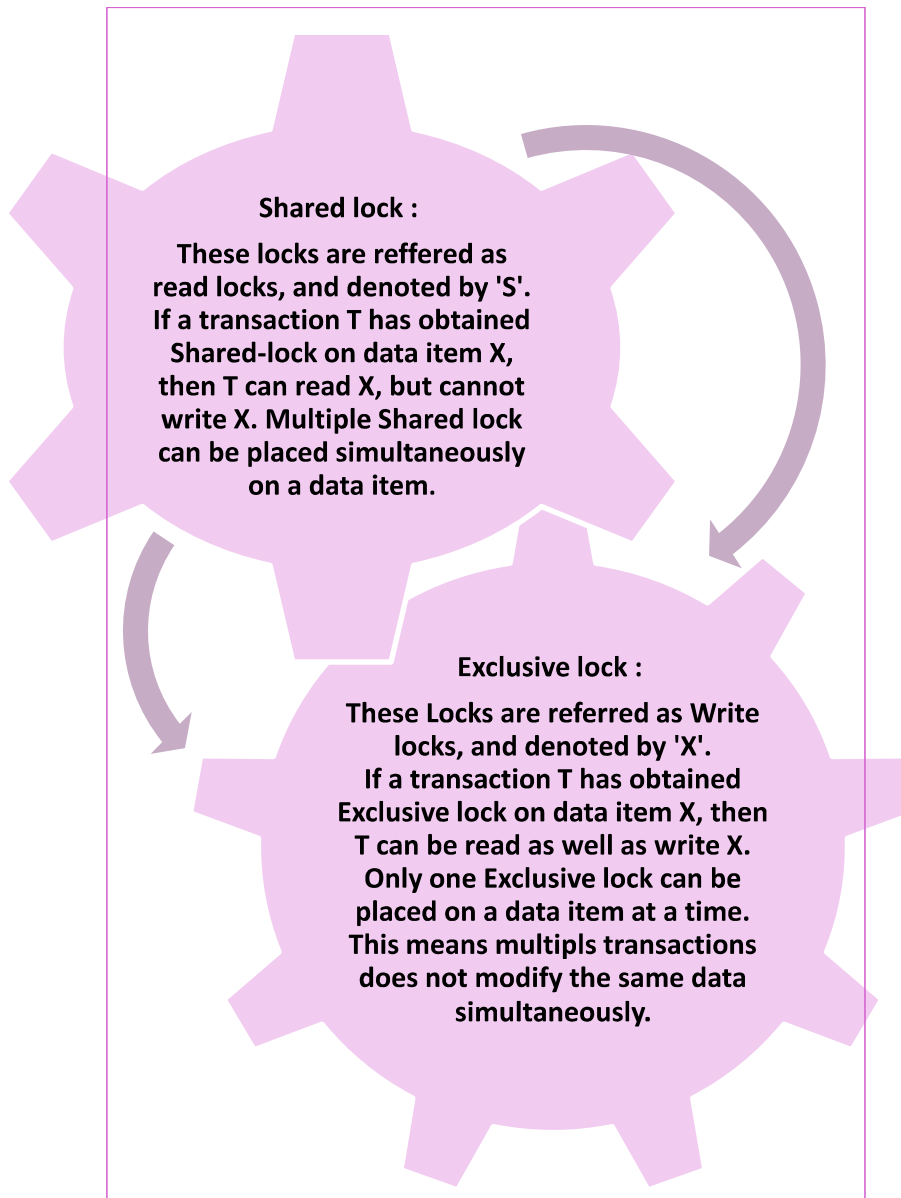 Shared lock :
These locks are reffered as
read locks, and denoted by 'S'.
If a transaction T has obtained
Shared-lock on data item X,
then T can read X, but cannot
write X. Multiple Shared lock
can be placed simultaneously
on a data item.
Exclusive lock :
These Locks are referred as Write
locks, and denoted by 'X'.
If a transaction T has obtained
Exclusive lock on data item X, then
T can be read as well as write X.
Only one Exclusive lock can be
placed on a data item at a time.
This means multipls transactions
does not modify the same data
simultaneously.